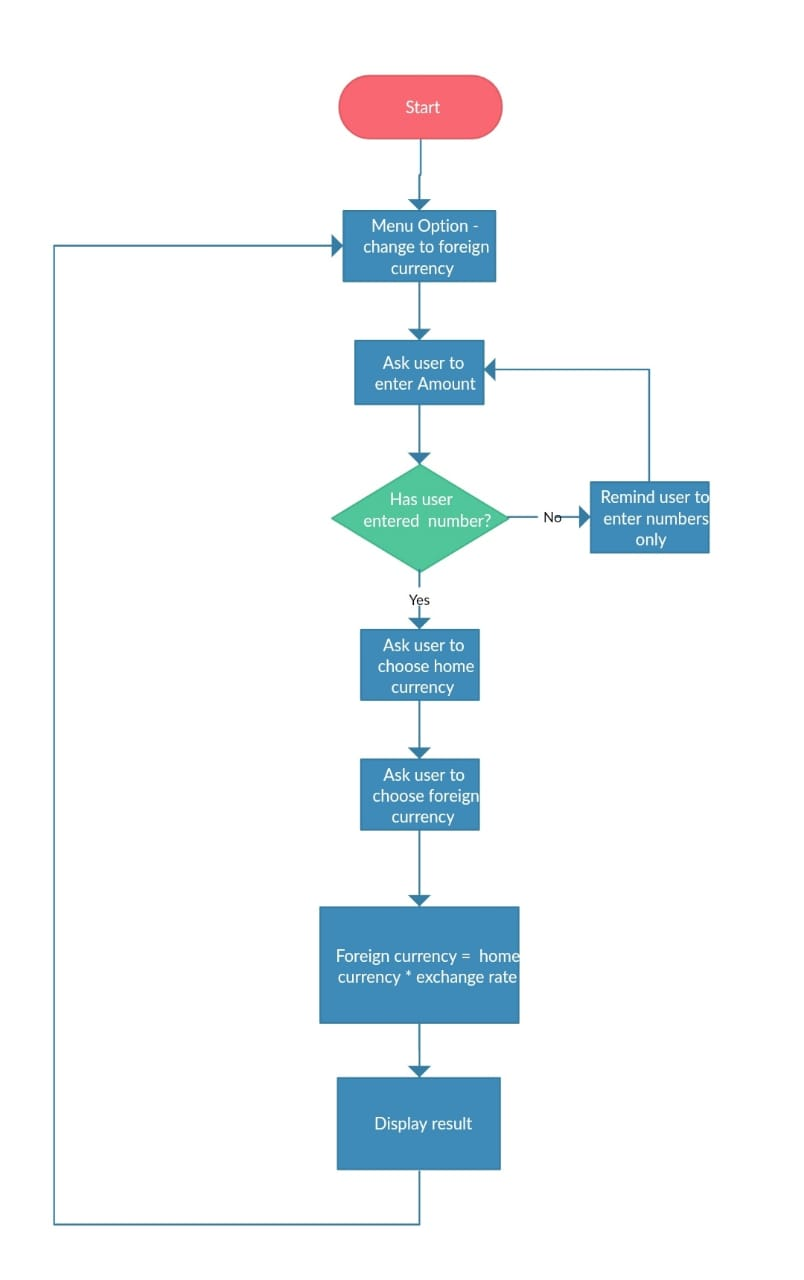 Start
Menu Option -
change to foreign
currency
Ask user to
enter Amount
Has user
entered number?
No
Remind user to
enter numbers
only
Yes
Ask user to
choose home
currency
Ask user to
choose foreign
currency
Foreign currency = home
currency * exchange rate
Display result